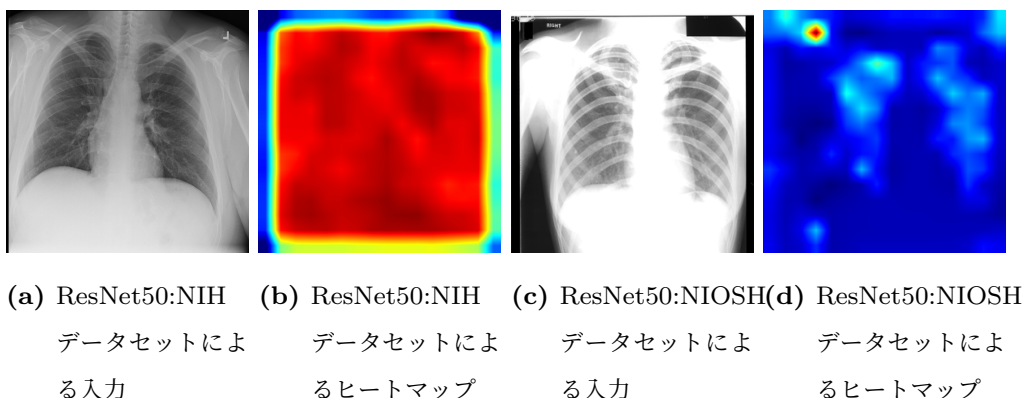 RIGHT
(a) ResNet50:NIH
データセットによ
る入力
(b) ResNet50:NIH
データセットによ
るヒートマップ
(c) ResNet50:NIOSH
データセットによ
る入力
(d) ResNet50:NIOSH
データセットによ
るヒートマップ